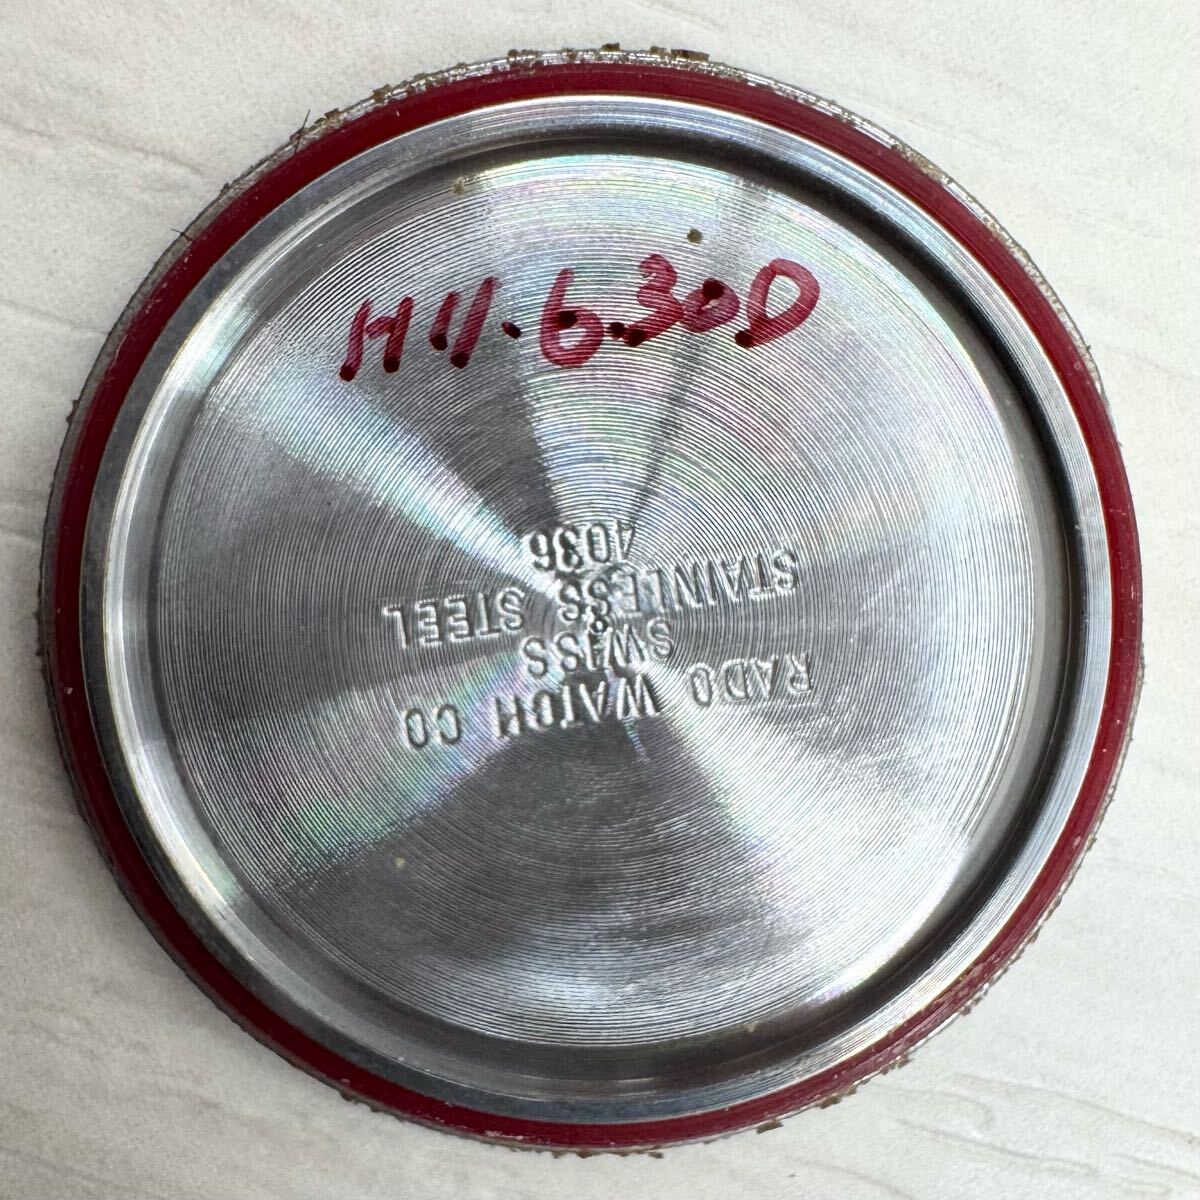 H11.6.30D
RADO WATCH CO
SWISS
STAINLESS STEEL
4036